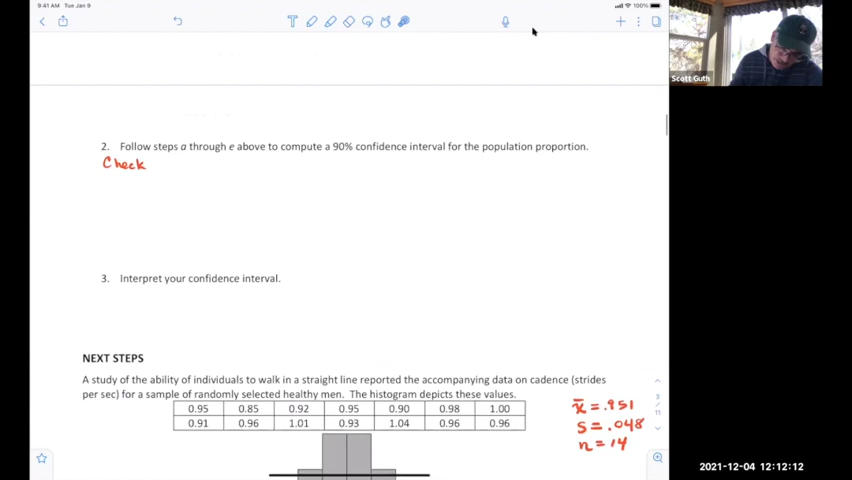 9:41 AM Tue Jan 9
100%
Scott Guth
2. Follow steps a through e above to compute a 90% confidence interval for the population proportion.
Check
3. Interpret your confidence interval.
NEXT STEPS
A study of the ability of individuals to walk in a straight line reported the accompanying data on cadence (strides
per sec) for a sample of randomly selected healthy men. The histogram depicts these values.
0.95 0.85 0.92 0.95 0.90 0.98 1.00
0.91 0.96 1.01 0.93 1.04 0.96 0.96
x̄ = .951
s = .048
n = 14
3
11
2021-12-04 12:12:12